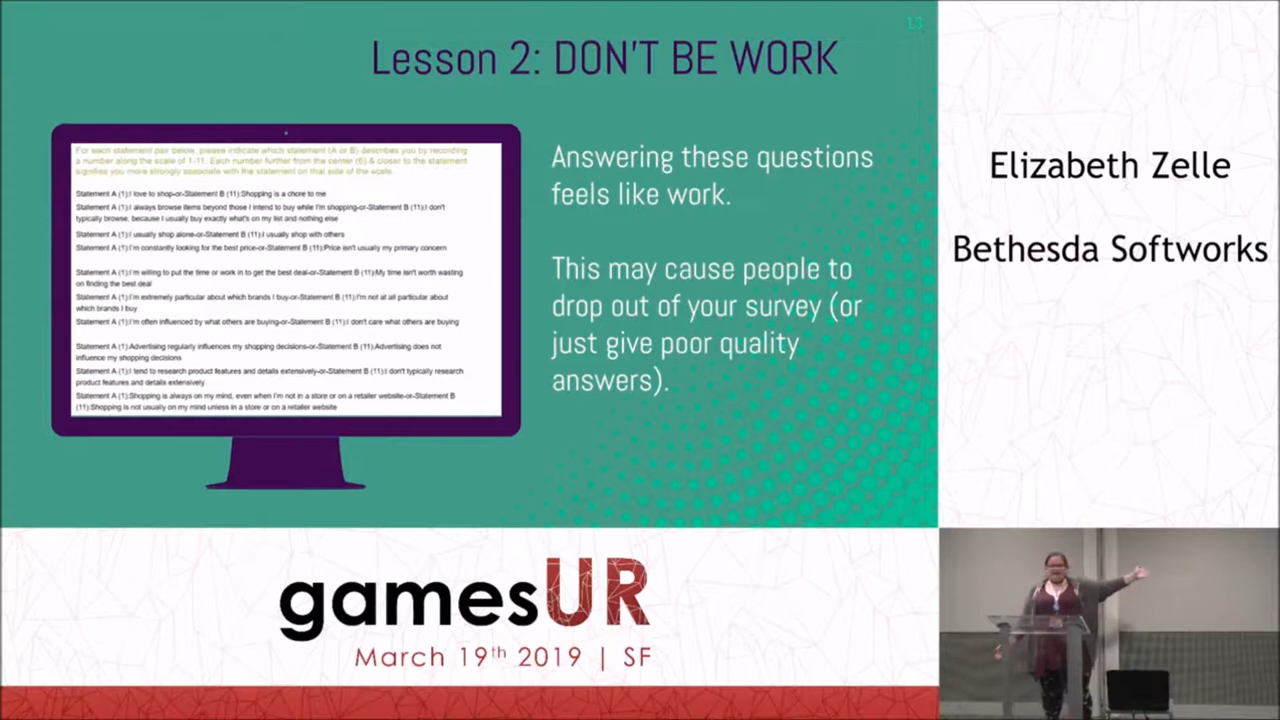 13
Lesson 2: DON'T BE WORK
For each statement pair below, please indicate which statement (A or B) describes you by recording
a number along the scale of 1-11. Each number further from the center (6) & closer to the statement
signifies you more strongly associate with the statement on that side of the scale.
Statement A (1):I love to shop-or-Statement B (11):Shopping is a chore to me
Statement A (1):I always browse items beyond those I intend to buy while I'm shopping-or-Statement B (11):I don't
typically browse, because I usually buy exactly what's on my list and nothing else
Statement A (1):I usually shop alone-or-Statement B (11):I usually shop with others
Statement A (1):I'm constantly looking for the best price-or-Statement B (11):Price isn't usually my primary concern
Statement A (1):I'm willing to put the time or work in to get the best deal-or-Statement B (11):My time isn't worth wasting
on finding the best deal
Statement A (1):I'm extremely particular about which brands I buy-or-Statement B (11):I'm not at all particular about
which brands I buy
Statement A (1):I'm often influenced by what others are buying-or-Statement B (11):I don't care what others are buying
Statement A (1):Advertising regularly influences my shopping decisions-or-Statement B (11):Advertising does not
influence my shopping decisions
Statement A (1):I tend to research product features and details extensively-or-Statement B (11):I don't typically research
product features and details extensively
Statement A (1):Shopping is always on my mind, even when I'm not in a store or on a retailer website-or-Statement B
(11):Shopping is not usually on my mind unless in a store or on a retailer website
Answering these questions
feels like work.
This may cause people to
drop out of your survey (or
just give poor quality
answers).
Elizabeth Zelle
Bethesda Softworks
gamesUR
March 19th 2019 | SF